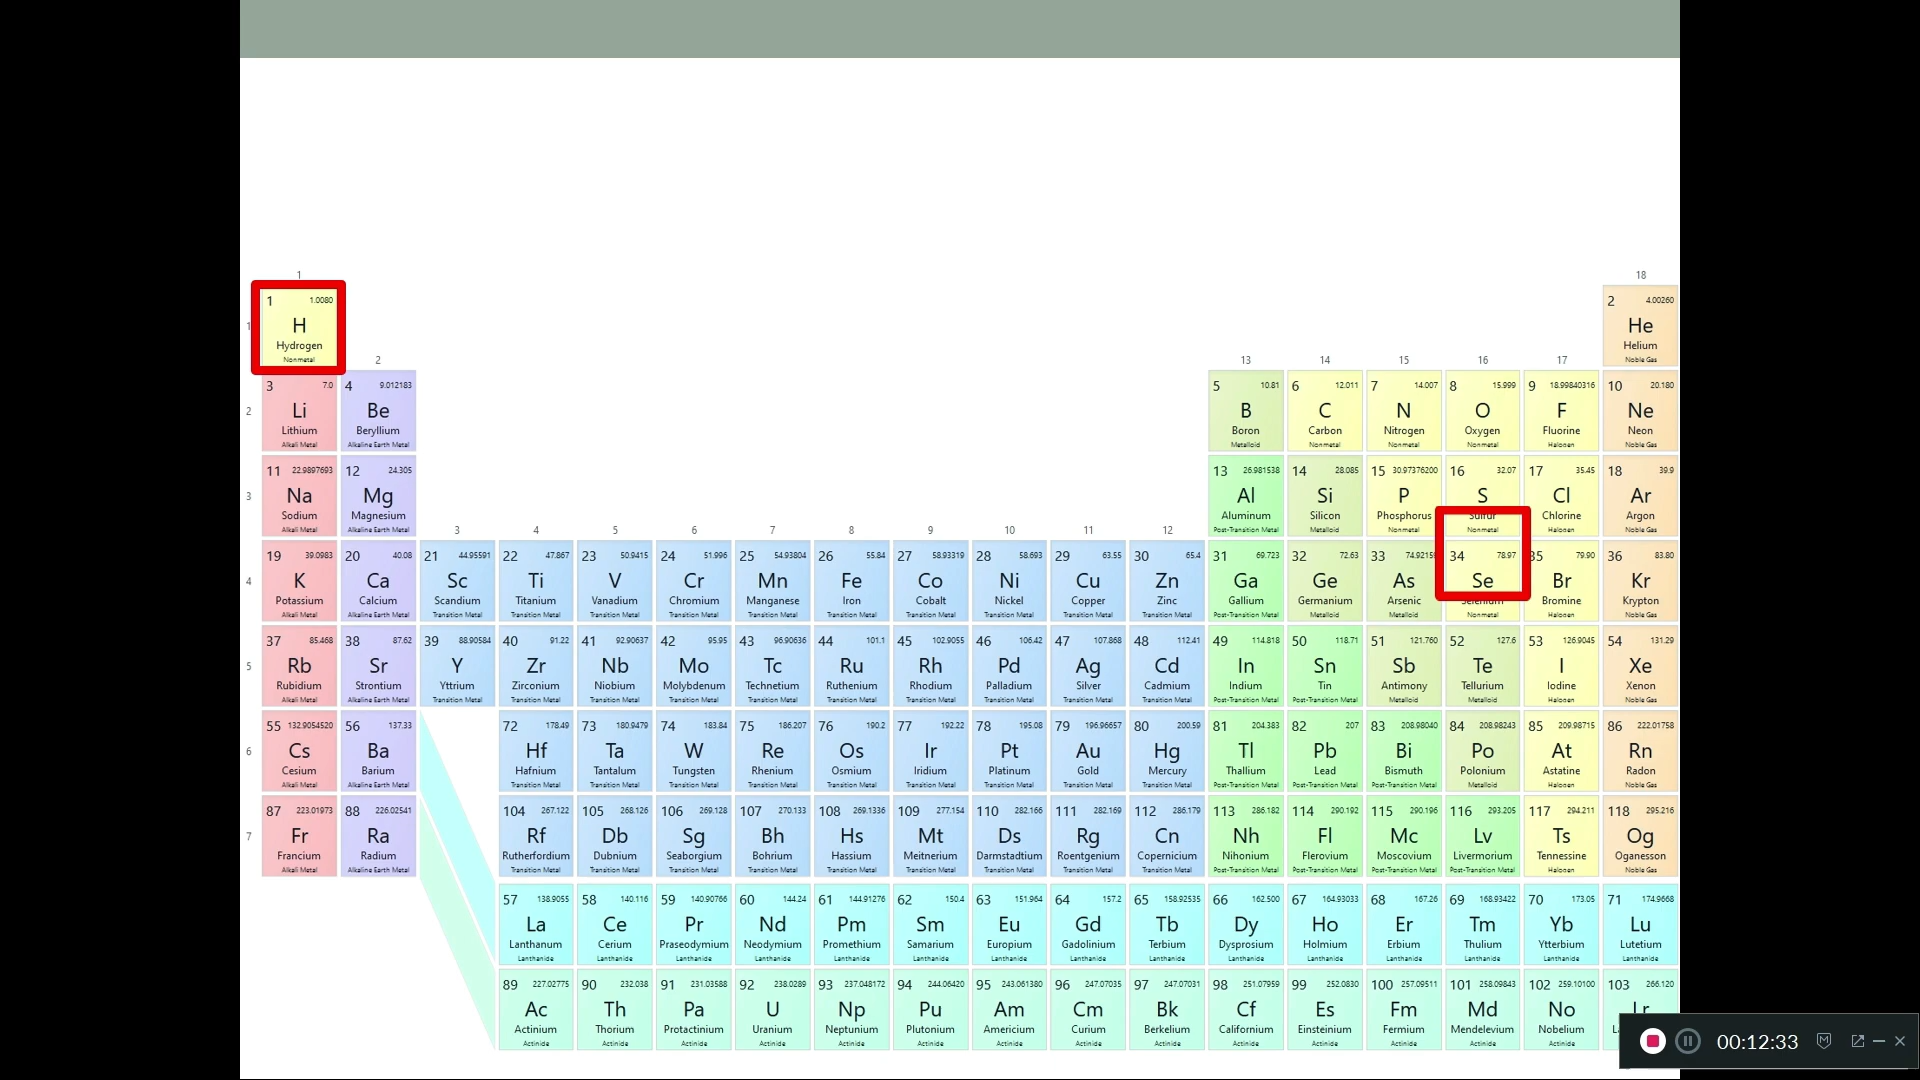 1 18
1 1.0080 2 4.00260
1 H He
Hydrogen Helium
Nonmetal Noble Gas
2 13 14 15 16 17
3 7.0 4 9.012183 5 10.81 6 12.011 7 14.007 8 15.999 9 18.99840316 10 20.180
2 Li Be B C N O F Ne
Lithium Beryllium Boron Carbon Nitrogen Oxygen Fluorine Neon
Alkali Metal Alkaline Earth Metal Metalloid Nonmetal Nonmetal Nonmetal Halogen Noble Gas
11 22.9897693 12 24.305 13 26.981538 14 28.085 15 30.97376200 16 32.07 17 35.45 18 39.9
3 Na Mg Al Si P S Cl Ar
Sodium Magnesium Aluminum Silicon Phosphorus Sulfur Chlorine Argon
Alkali Metal Alkaline Earth Metal Post-Transition Metal Metalloid Nonmetal Nonmetal Halogen Noble Gas
3 4 5 6 7 8 9 10 11 12
19 39.0983 20 40.08 21 44.95591 22 47.867 23 50.9415 24 51.996 25 54.93804 26 55.84 27 58.93319 28 58.693 29 63.55 30 65.4 31 69.723 32 72.63 33 74.92159 34 78.97 35 79.90 36 83.80
4 K Ca Sc Ti V Cr Mn Fe Co Ni Cu Zn Ga Ge As Se Br Kr
Potassium Calcium Scandium Titanium Vanadium Chromium Manganese Iron Cobalt Nickel Copper Zinc Gallium Germanium Arsenic Selenium Bromine Krypton
Alkali Metal Alkaline Earth Metal Transition Metal Transition Metal Transition Metal Transition Metal Transition Metal Transition Metal Transition Metal Transition Metal Transition Metal Transition Metal Post-Transition Metal Metalloid Metalloid Nonmetal Halogen Noble Gas
37 85.468 38 87.62 39 88.90584 40 91.22 41 92.90637 42 95.95 43 96.90636 44 101.1 45 102.9055 46 106.42 47 107.868 48 112.41 49 114.818 50 118.71 51 121.760 52 127.6 53 126.9045 54 131.29
5 Rb Sr Y Zr Nb Mo Tc Ru Rh Pd Ag Cd In Sn Sb Te I Xe
Rubidium Strontium Yttrium Zirconium Niobium Molybdenum Technetium Ruthenium Rhodium Palladium Silver Cadmium Indium Tin Antimony Tellurium Iodine Xenon
Alkali Metal Alkaline Earth Metal Transition Metal Transition Metal Transition Metal Transition Metal Transition Metal Transition Metal Transition Metal Transition Metal Transition Metal Transition Metal Post-Transition Metal Post-Transition Metal Metalloid Metalloid Halogen Noble Gas
55 132.9054520 56 137.33 72 178.49 73 180.9479 74 183.84 75 186.207 76 190.2 77 192.22 78 195.08 79 196.96657 80 200.59 81 204.383 82 207 83 208.98040 84 208.98243 85 209.98715 86 222.01758
6 Cs Ba Hf Ta W Re Os Ir Pt Au Hg Tl Pb Bi Po At Rn
Cesium Barium Hafnium Tantalum Tungsten Rhenium Osmium Iridium Platinum Gold Mercury Thallium Lead Bismuth Polonium Astatine Radon
Alkali Metal Alkaline Earth Metal Transition Metal Transition Metal Transition Metal Transition Metal Transition Metal Transition Metal Transition Metal Transition Metal Transition Metal Post-Transition Metal Post-Transition Metal Post-Transition Metal Metalloid Halogen Noble Gas
87 223.01973 88 226.02541 104 267.122 105 268.126 106 269.128 107 270.133 108 269.1336 109 277.154 110 282.166 111 282.169 112 286.179 113 286.182 114 290.192 115 290.196 116 293.205 117 294.211 118 295.216
7 Fr Ra Rf Db Sg Bh Hs Mt Ds Rg Cn Nh Fl Mc Lv Ts Og
Francium Radium Rutherfordium Dubnium Seaborgium Bohrium Hassium Meitnerium Darmstadtium Roentgenium Copernicium Nihonium Flerovium Moscovium Livermorium Tennessine Oganesson
Alkali Metal Alkaline Earth Metal Transition Metal Transition Metal Transition Metal Transition Metal Transition Metal Transition Metal Transition Metal Transition Metal Transition Metal Post-Transition Metal Post-Transition Metal Post-Transition Metal Post-Transition Metal Halogen Noble Gas
57 138.9055 58 140.116 59 140.90766 60 144.24 61 144.91276 62 150.4 63 151.964 64 157.2 65 158.92535 66 162.500 67 164.93033 68 167.26 69 168.93422 70 173.05 71 174.9668
La Ce Pr Nd Pm Sm Eu Gd Tb Dy Ho Er Tm Yb Lu
Lanthanum Cerium Praseodymium Neodymium Promethium Samarium Europium Gadolinium Terbium Dysprosium Holmium Erbium Thulium Ytterbium Lutetium
Lanthanide Lanthanide Lanthanide Lanthanide Lanthanide Lanthanide Lanthanide Lanthanide Lanthanide Lanthanide Lanthanide Lanthanide Lanthanide Lanthanide Lanthanide
89 227.02775 90 232.038 91 231.03588 92 238.0289 93 237.048172 94 244.06420 95 243.061380 96 247.07035 97 247.07031 98 251.07959 99 252.0830 100 257.09511 101 258.09843 102 259.10100 103 266.120
Ac Th Pa U Np Pu Am Cm Bk Cf Es Fm Md No Lr
Actinium Thorium Protactinium Uranium Neptunium Plutonium Americium Curium Berkelium Californium Einsteinium Fermium Mendelevium Nobelium
Actinide Actinide Actinide Actinide Actinide Actinide Actinide Actinide Actinide Actinide Actinide Actinide Actinide Actinide
00:12:33